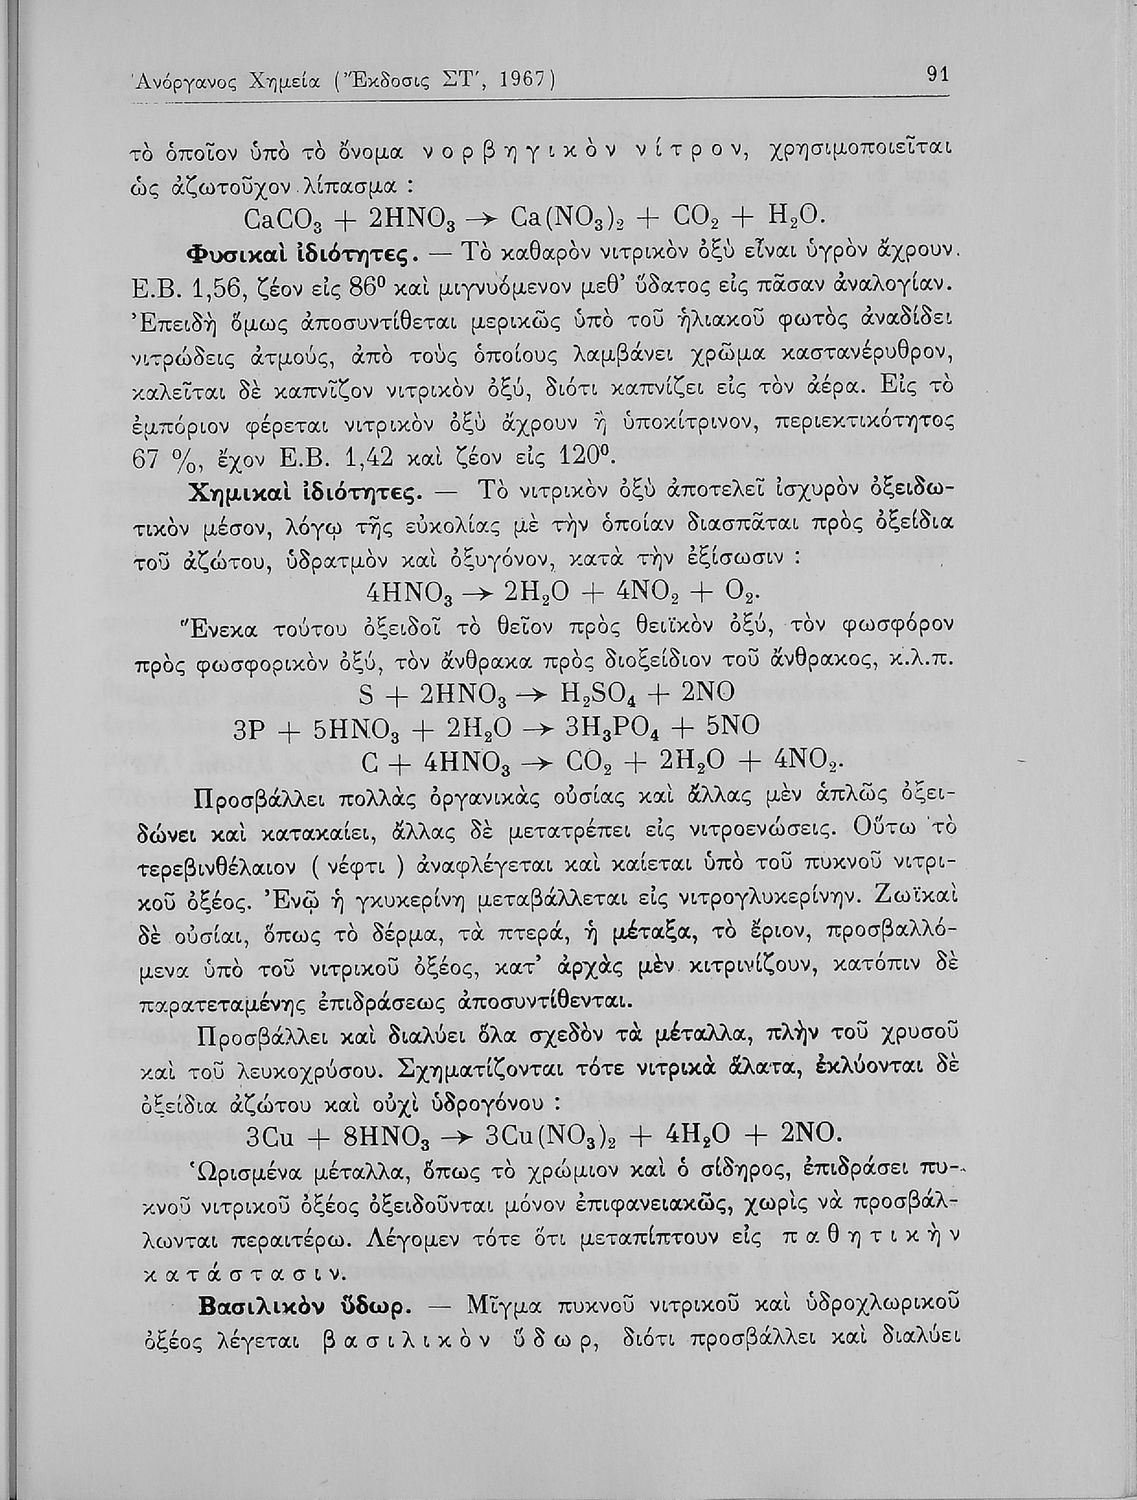 Ἀνόργανος Χημεία (Ἔκδοσις ΣΤ', 1967) 91
τὸ ὁποῖον ὑπὸ τὸ ὄνομα νορβηγικὸν νίτρον, χρησιμοποιεῖται
ὡς ἀζωτοῦχον λίπασμα :
CaCO₃ + 2HNO₃ → Ca(NO₃)₂ + CO₂ + H₂O.
Φυσικαὶ ἰδιότητες. — Τὸ καθαρὸν νιτρικὸν ὀξὺ εἶναι ὑγρὸν ἄχρουν.
Ε.Β. 1,56, ζέον εἰς 86⁰ καὶ μιγνυόμενον μεθ' ὕδατος εἰς πᾶσαν ἀναλογίαν.
Ἐπειδὴ ὅμως ἀποσυντίθεται μερικῶς ὑπὸ τοῦ ἡλιακοῦ φωτὸς ἀναδίδει
νιτρώδεις ἀτμούς, ἀπὸ τοὺς ὁποίους λαμβάνει χρῶμα καστανέρυθρον,
καλεῖται δὲ καπνῖζον νιτρικὸν ὀξύ, διότι καπνίζει εἰς τὸν ἀέρα. Εἰς τὸ
ἐμπόριον φέρεται νιτρικὸν ὀξὺ ἄχρουν ἢ ὑποκίτρινον, περιεκτικότητος
67 %, ἔχον Ε.Β. 1,42 καὶ ζέον εἰς 120⁰.
Χημικαὶ ἰδιότητες. — Τὸ νιτρικὸν ὀξὺ ἀποτελεῖ ἰσχυρὸν ὀξειδω-
τικὸν μέσον, λόγῳ τῆς εὐκολίας μὲ τὴν ὁποίαν διασπᾶται πρὸς ὀξείδια
τοῦ ἀζώτου, ὑδρατμὸν καὶ ὀξυγόνον, κατὰ τὴν ἐξίσωσιν :
4HNO₃ → 2H₂O + 4NO₂ + O₂.
Ἕνεκα τούτου ὀξειδοῖ τὸ θεῖον πρὸς θειϊκὸν ὀξύ, τὸν φωσφόρον
πρὸς φωσφορικὸν ὀξύ, τὸν ἄνθρακα πρὸς διοξείδιον τοῦ ἄνθρακος, κ.λ.π.
S + 2HNO₃ → H₂SO₄ + 2NO
3P + 5HNO₃ + 2H₂O → 3H₃PO₄ + 5NO
C + 4HNO₃ → CO₂ + 2H₂O + 4NO₂.
Προσβάλλει πολλὰς ὀργανικὰς οὐσίας καὶ ἄλλας μὲν ἁπλῶς ὀξει-
δώνει καὶ κατακαίει, ἄλλας δὲ μετατρέπει εἰς νιτροενώσεις. Οὕτω τὸ
τερεβινθέλαιον ( νέφτι ) ἀναφλέγεται καὶ καίεται ὑπὸ τοῦ πυκνοῦ νιτρι-
κοῦ ὀξέος. Ἐνῷ ἡ γκυκερίνη μεταβάλλεται εἰς νιτρογλυκερίνην. Ζωϊκαὶ
δὲ οὐσίαι, ὅπως τὸ δέρμα, τὰ πτερά, ἡ μέταξα, τὸ ἔριον, προσβαλλό-
μενα ὑπὸ τοῦ νιτρικοῦ ὀξέος, κατ' ἀρχὰς μὲν κιτρινίζουν, κατόπιν δὲ
παρατεταμένης ἐπιδράσεως ἀποσυντίθενται.
Προσβάλλει καὶ διαλύει ὅλα σχεδὸν τὰ μέταλλα, πλὴν τοῦ χρυσοῦ
καὶ τοῦ λευκοχρύσου. Σχηματίζονται τότε νιτρικὰ ἅλατα, ἐκλύονται δὲ
ὀξείδια ἀζώτου καὶ οὐχὶ ὑδρογόνου :
3Cu + 8HNO₃ → 3Cu(NO₃)₂ + 4H₂O + 2NO.
Ὡρισμένα μέταλλα, ὅπως τὸ χρώμιον καὶ ὁ σίδηρος, ἐπιδράσει πυ-
κνοῦ νιτρικοῦ ὀξέος ὀξειδοῦνται μόνον ἐπιφανειακῶς, χωρὶς νὰ προσβάλ-
λωνται περαιτέρω. Λέγομεν τότε ὅτι μεταπίπτουν εἰς παθητικὴν
κατάστασιν.
Βασιλικὸν ὕδωρ. — Μῖγμα πυκνοῦ νιτρικοῦ καὶ ὑδροχλωρικοῦ
ὀξέος λέγεται βασιλικὸν ὕδωρ, διότι προσβάλλει καὶ διαλύει